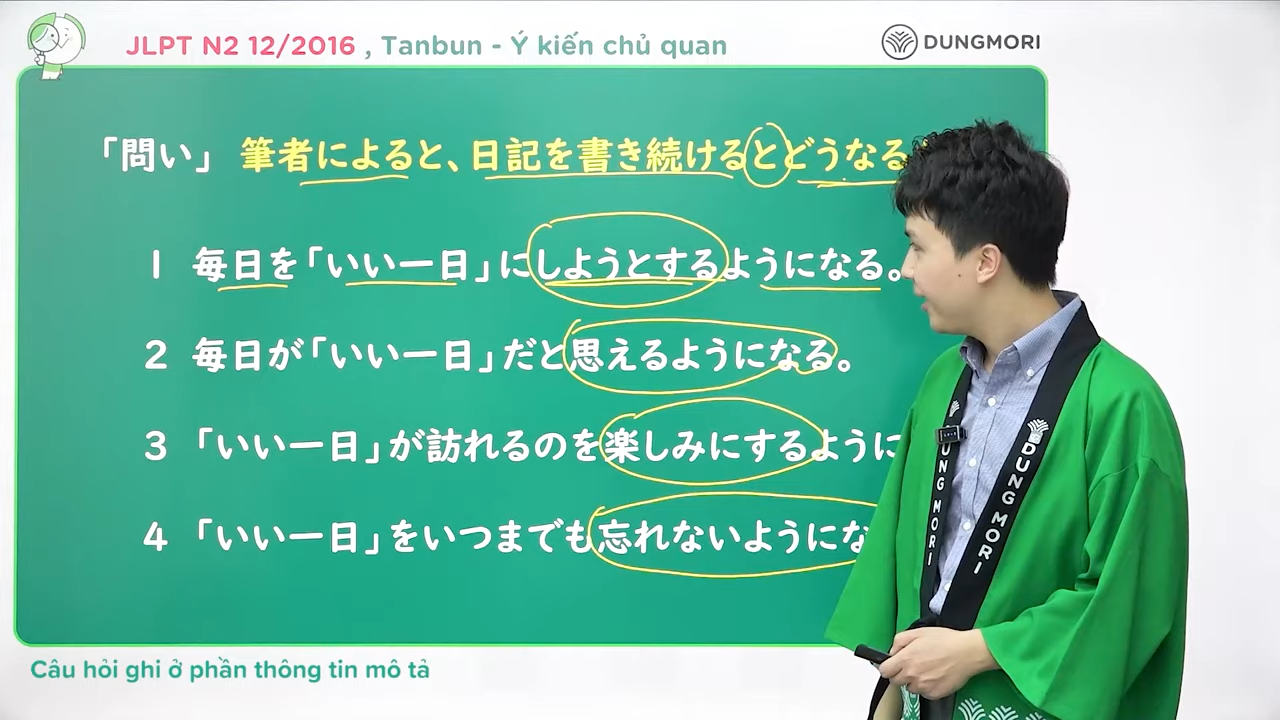 JLPT N2 12/2016 , Tanbun - Ý kiến chủ quan
DUNGMORI
「問い」 筆者によると、日記を書き続けるとどうなる
1 毎日を「いい一日」にしようとするようになる。
2 毎日が「いい一日」だと思えるようになる。
3 「いい一日」が訪れるのを楽しみにするように
4 「いい一日」をいつまでも忘れないようにな
DUNG MORI
DUNG MORI
Câu hỏi ghi ở phần thông tin mô tả